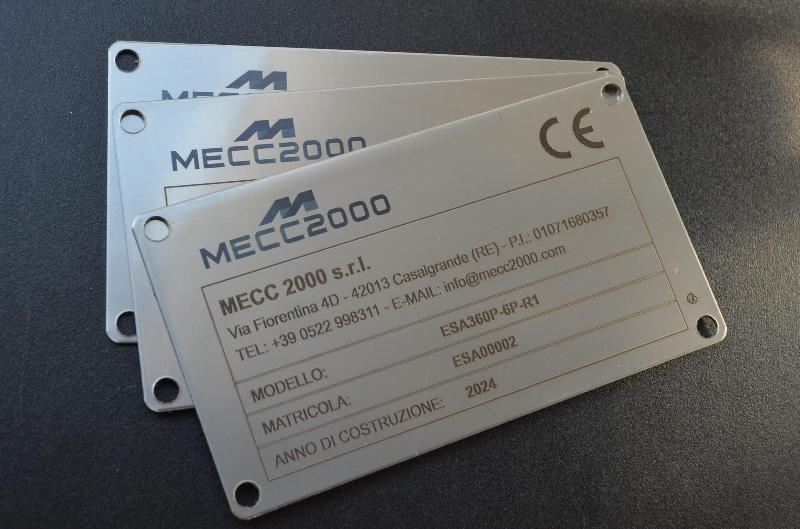 MECC2000
MECC2000
CE
MECC 2000 s.r.l.
Via Fiorentina 4D - 42013 Casalgrande (RE) - P.I.: 01071680357
TEL: +39 0522 998311 - E-MAIL: info@mecc2000.com
MODELLO: ESA360P-6P-R1
MATRICOLA: ESA00002
ANNO DI COSTRUZIONE: 2024